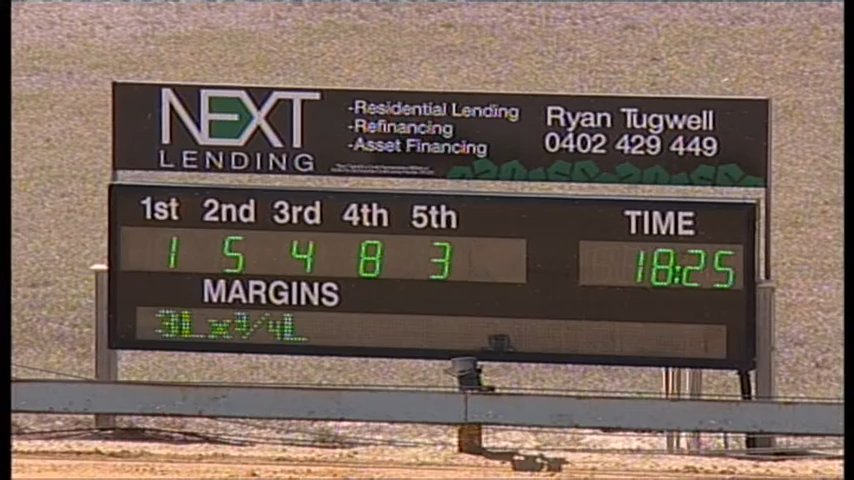 NEXT
LENDING
-Residential Lending
-Refinancing
-Asset Financing
Ryan Tugwell
0402 429 449
1st 2nd 3rd 4th 5th TIME
1 5 4 8 3 18:25
MARGINS
3L x 3/4L